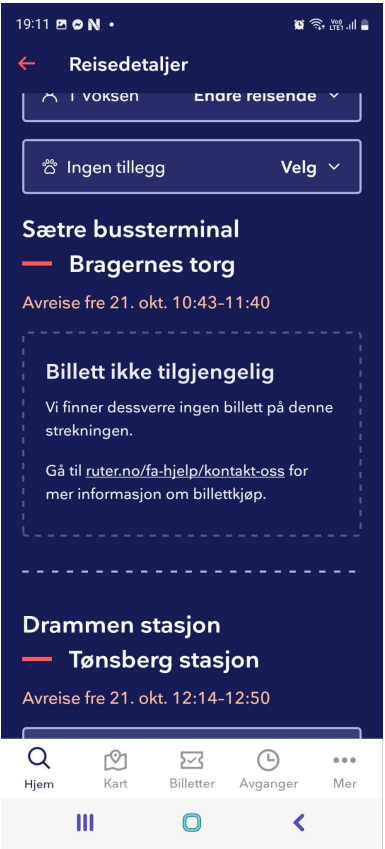 19:11
Vo))
LTE1
Reisedetaljer
1 Voksen Endre reisende
Ingen tillegg Velg
Sætre bussterminal
Bragernes torg
Avreise fre 21. okt. 10:43–11:40
Billett ikke tilgjengelig
Vi finner dessverre ingen billett på denne
strekningen.
Gå til ruter.no/fa-hjelp/kontakt-oss for
mer informasjon om billettkjøp.
Drammen stasjon
Tønsberg stasjon
Avreise fre 21. okt. 12:14–12:50
Hjem Kart Billetter Avganger Mer